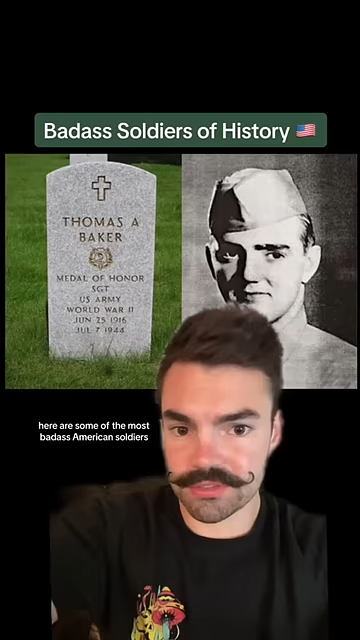 Badass Soldiers of History 🇺🇸
THOMAS A
BAKER
MEDAL OF HONOR
SGT
US ARMY
WORLD WAR II
JUN 25 1916
JUL 7 1944
here are some of the most
badass American soldiers